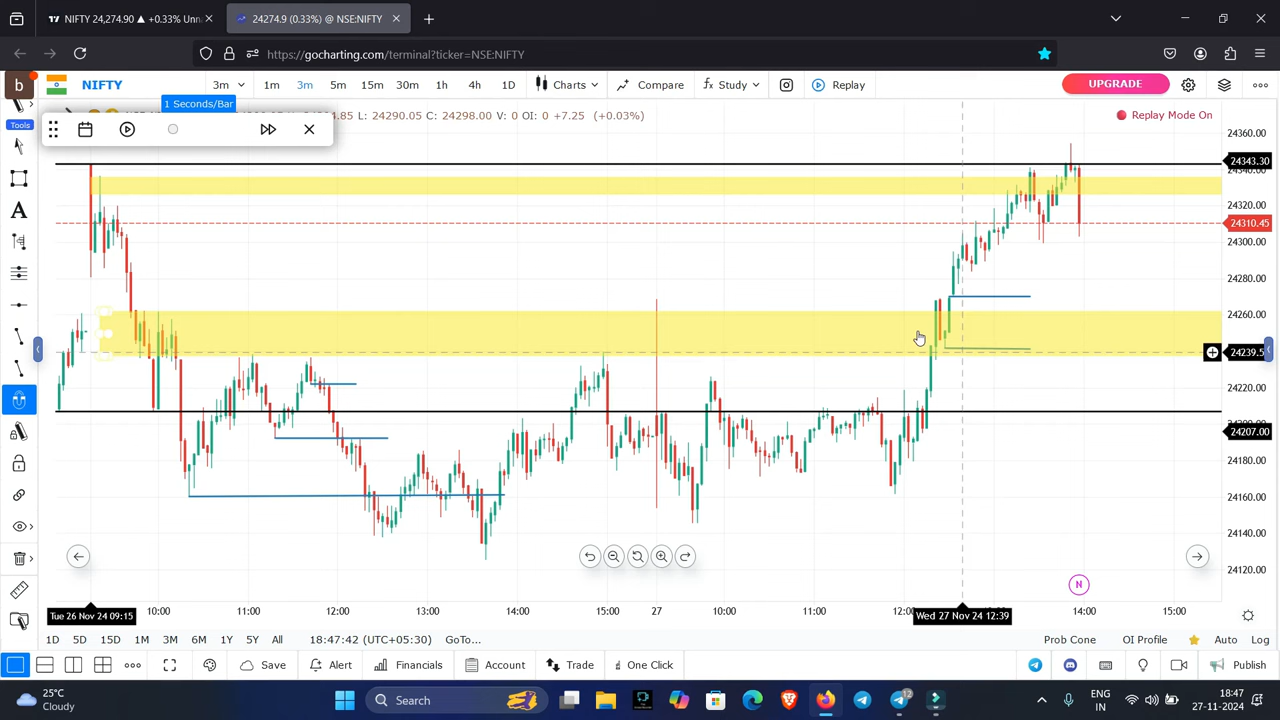 NIFTY 24,274.90 ▲ +0.33% Unn
24274.9 (0.33%) @ NSE:NIFTY
https://gocharting.com/terminal?ticker=NSE:NIFTY
b
NIFTY
3m
1m
3m
5m
15m
30m
1h
4h
1D
Charts
Compare
Study
Replay
UPGRADE
1 Seconds/Bar
L: 24290.05 C: 24298.00 V: 0 O +7.25 (+0.03%)
Replay Mode On
Tools
A
24360.00
24343.30
24320.00
24310.45
24300.00
24280.00
24260.00
24239.5
24220.00
24207.00
24180.00
24160.00
24140.00
24120.00
N
Tue 26 Nov 24 09:15
10:00
11:00
12:00
13:00
14:00
15:00
27
10:00
11:00
Wed 27 Nov 24 12:39
14:00
15:00
1D
5D
15D
1M
3M
6M
1Y
5Y
All
18:47:42 (UTC+05:30)
GoTo...
Prob Cone
OI Profile
Auto
Log
Save
Alert
Financials
Account
Trade
One Click
Publish
25°C
Cloudy
Search
12
ENG
IN
18:47
27-11-2024